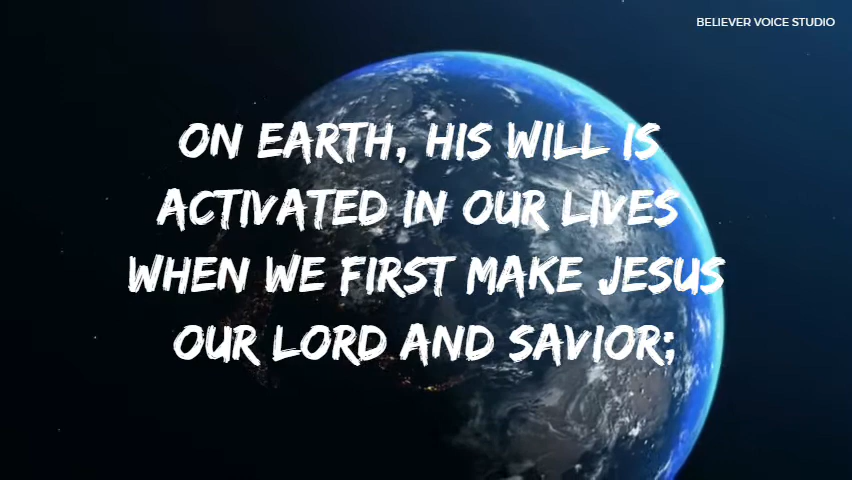 BELIEVER VOICE STUDIO
ON EARTH, HIS WILL IS
ACTIVATED IN OUR LIVES
WHEN WE FIRST MAKE JESUS
OUR LORD AND SAVIOR;